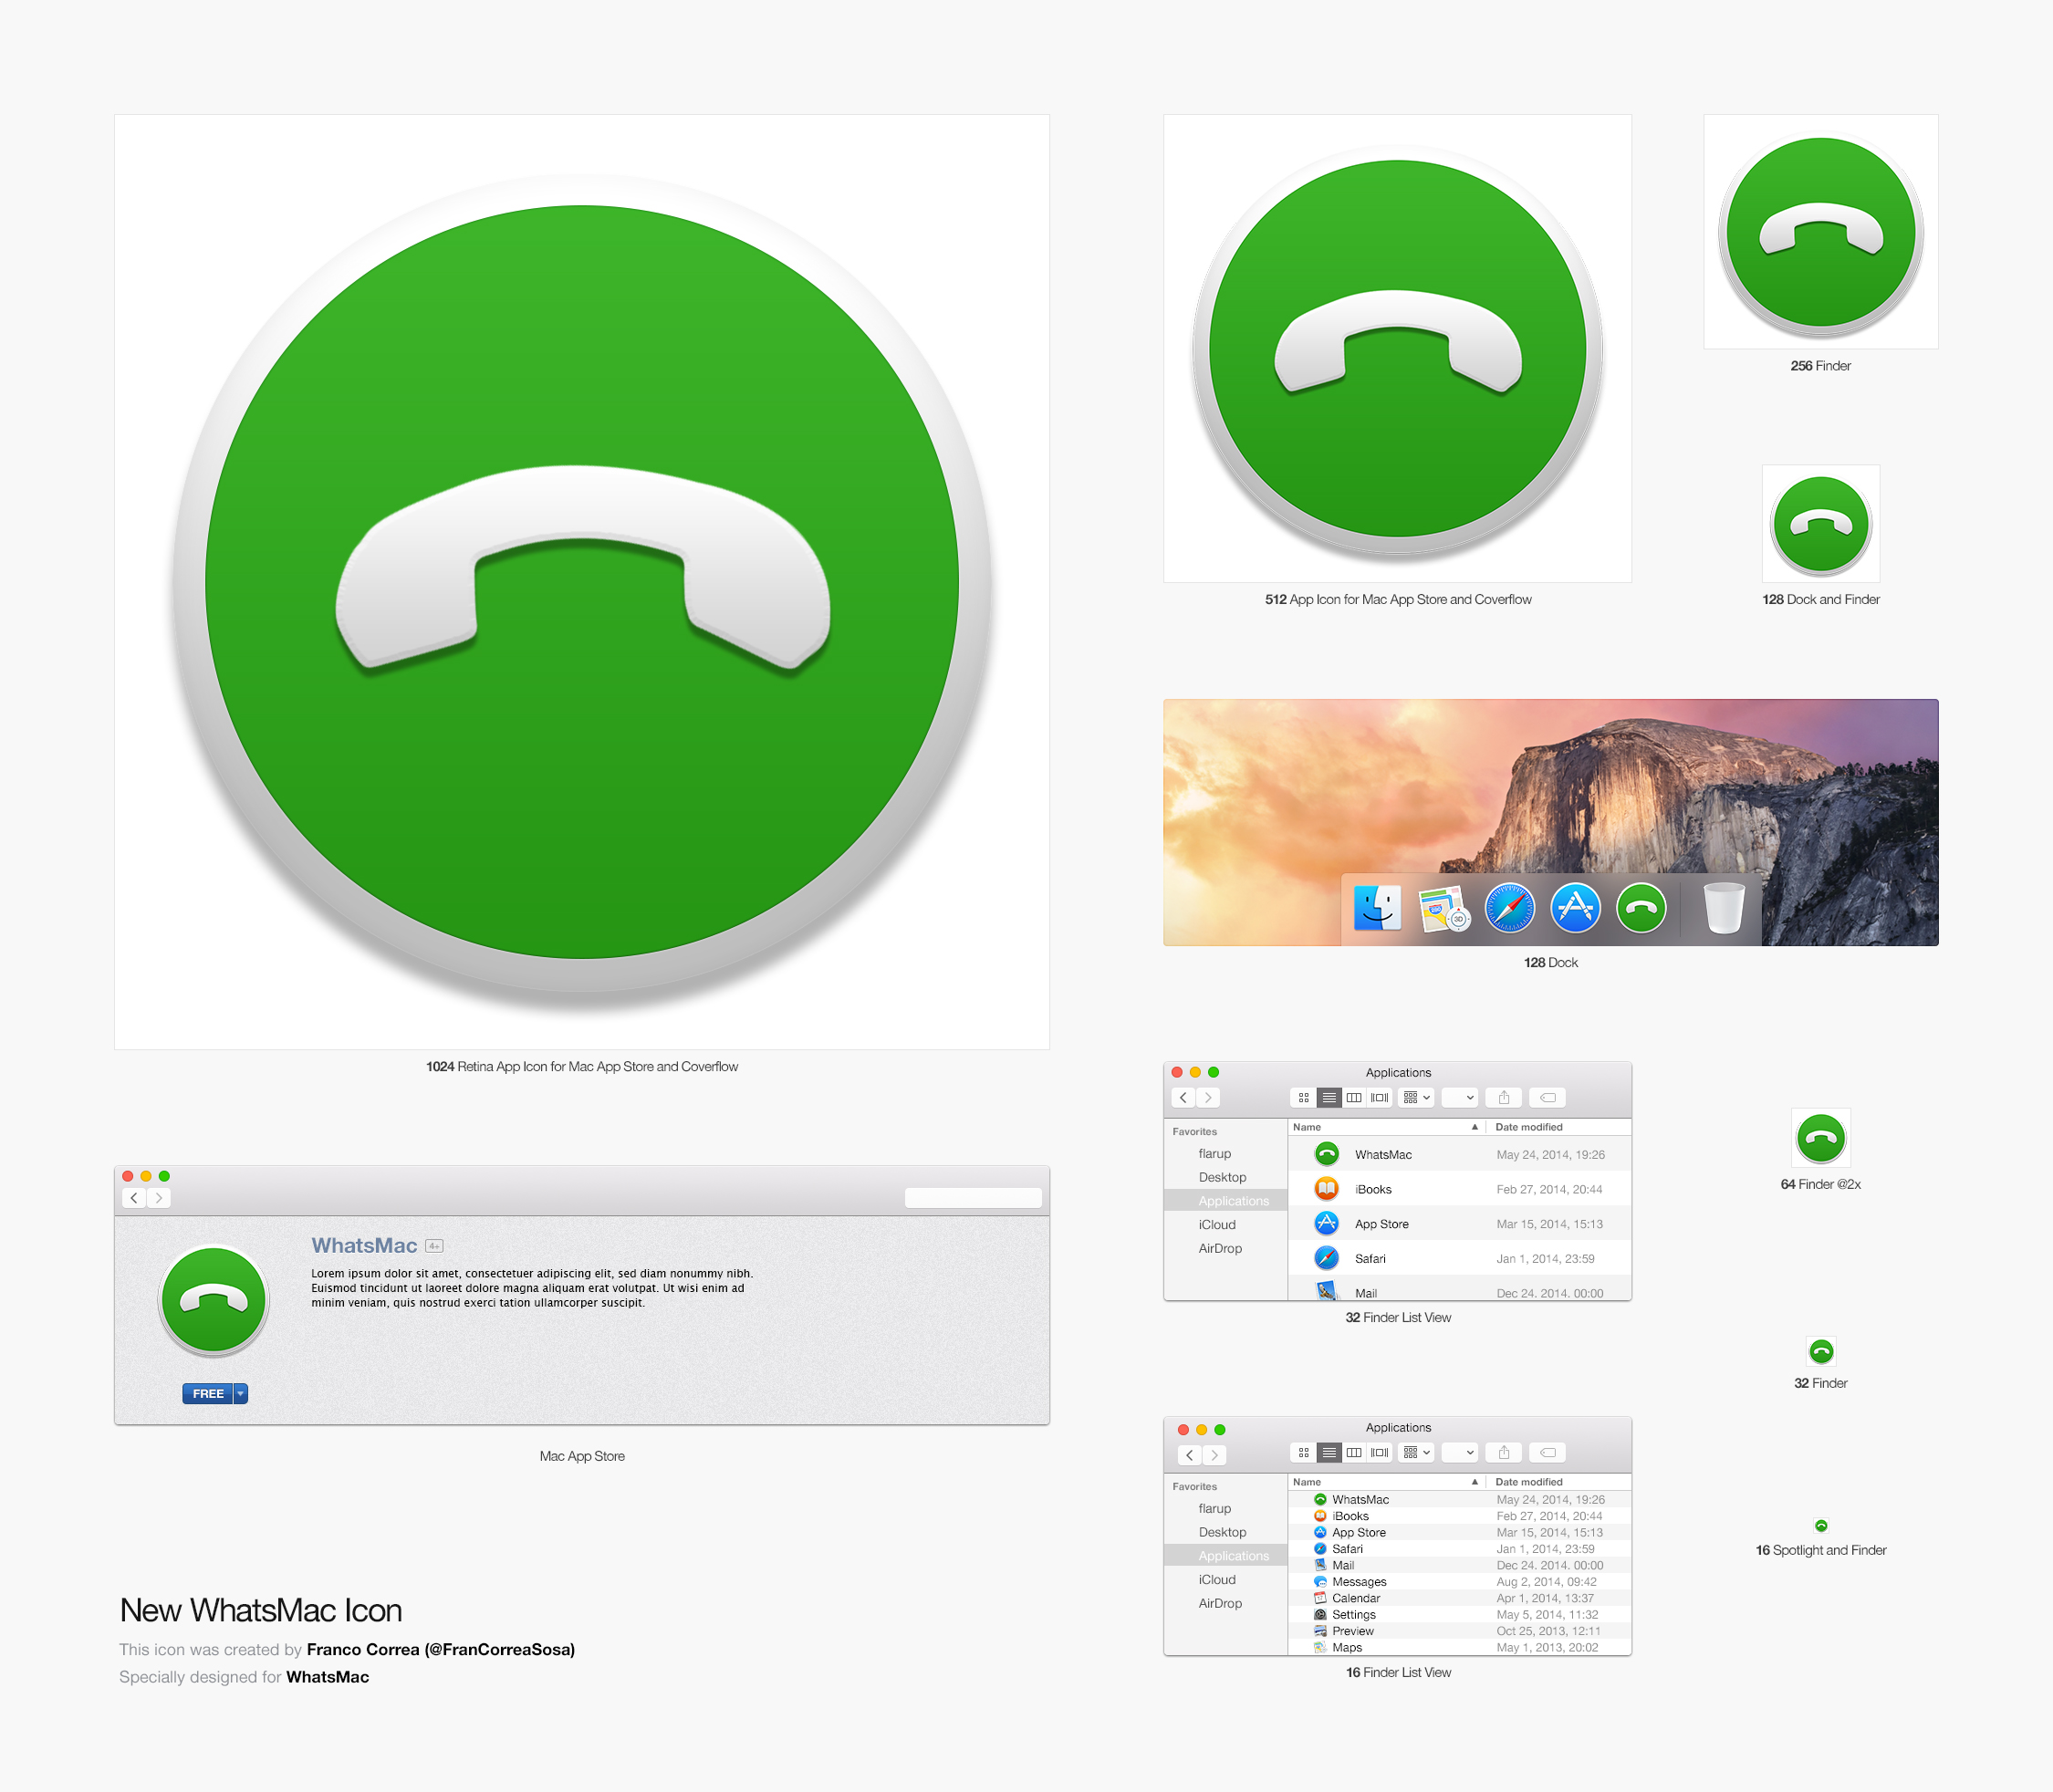 1024 Retina App Icon for Mac App Store and Coverflow
WhatsMac 4+
Lorem ipsum dolor sit amet, consectetuer adipiscing elit, sed diam nonummy nibh.
Euismod tincidunt ut laoreet dolore magna aliquam erat volutpat. Ut wisi enim ad
minim veniam, quis nostrud exerci tation ullamcorper suscipit.
FREE
Mac App Store
New WhatsMac Icon
This icon was created by Franco Correa (@FranCorreaSosa)
Specially designed for WhatsMac
512 App Icon for Mac App Store and Coverflow
256 Finder
128 Dock and Finder
280
3D
128 Dock
Applications
Favorites
flarup
Desktop
Applications
iCloud
AirDrop
Name Date modified
WhatsMac May 24, 2014, 19:26
iBooks Feb 27, 2014, 20:44
App Store Mar 15, 2014, 15:13
Safari Jan 1, 2014, 23:59
Mail Dec 24. 2014. 00:00
32 Finder List View
64 Finder @2x
32 Finder
Applications
Favorites
flarup
Desktop
Applications
iCloud
AirDrop
Name Date modified
WhatsMac May 24, 2014, 19:26
iBooks Feb 27, 2014, 20:44
App Store Mar 15, 2014, 15:13
Safari Jan 1, 2014, 23:59
Mail Dec 24. 2014. 00:00
Messages Aug 2, 2014, 09:42
Calendar Apr 1, 2014, 13:37
Settings May 5, 2014, 11:32
Preview Oct 25, 2013, 12:11
Maps May 1, 2013, 20:02
16 Finder List View
16 Spotlight and Finder